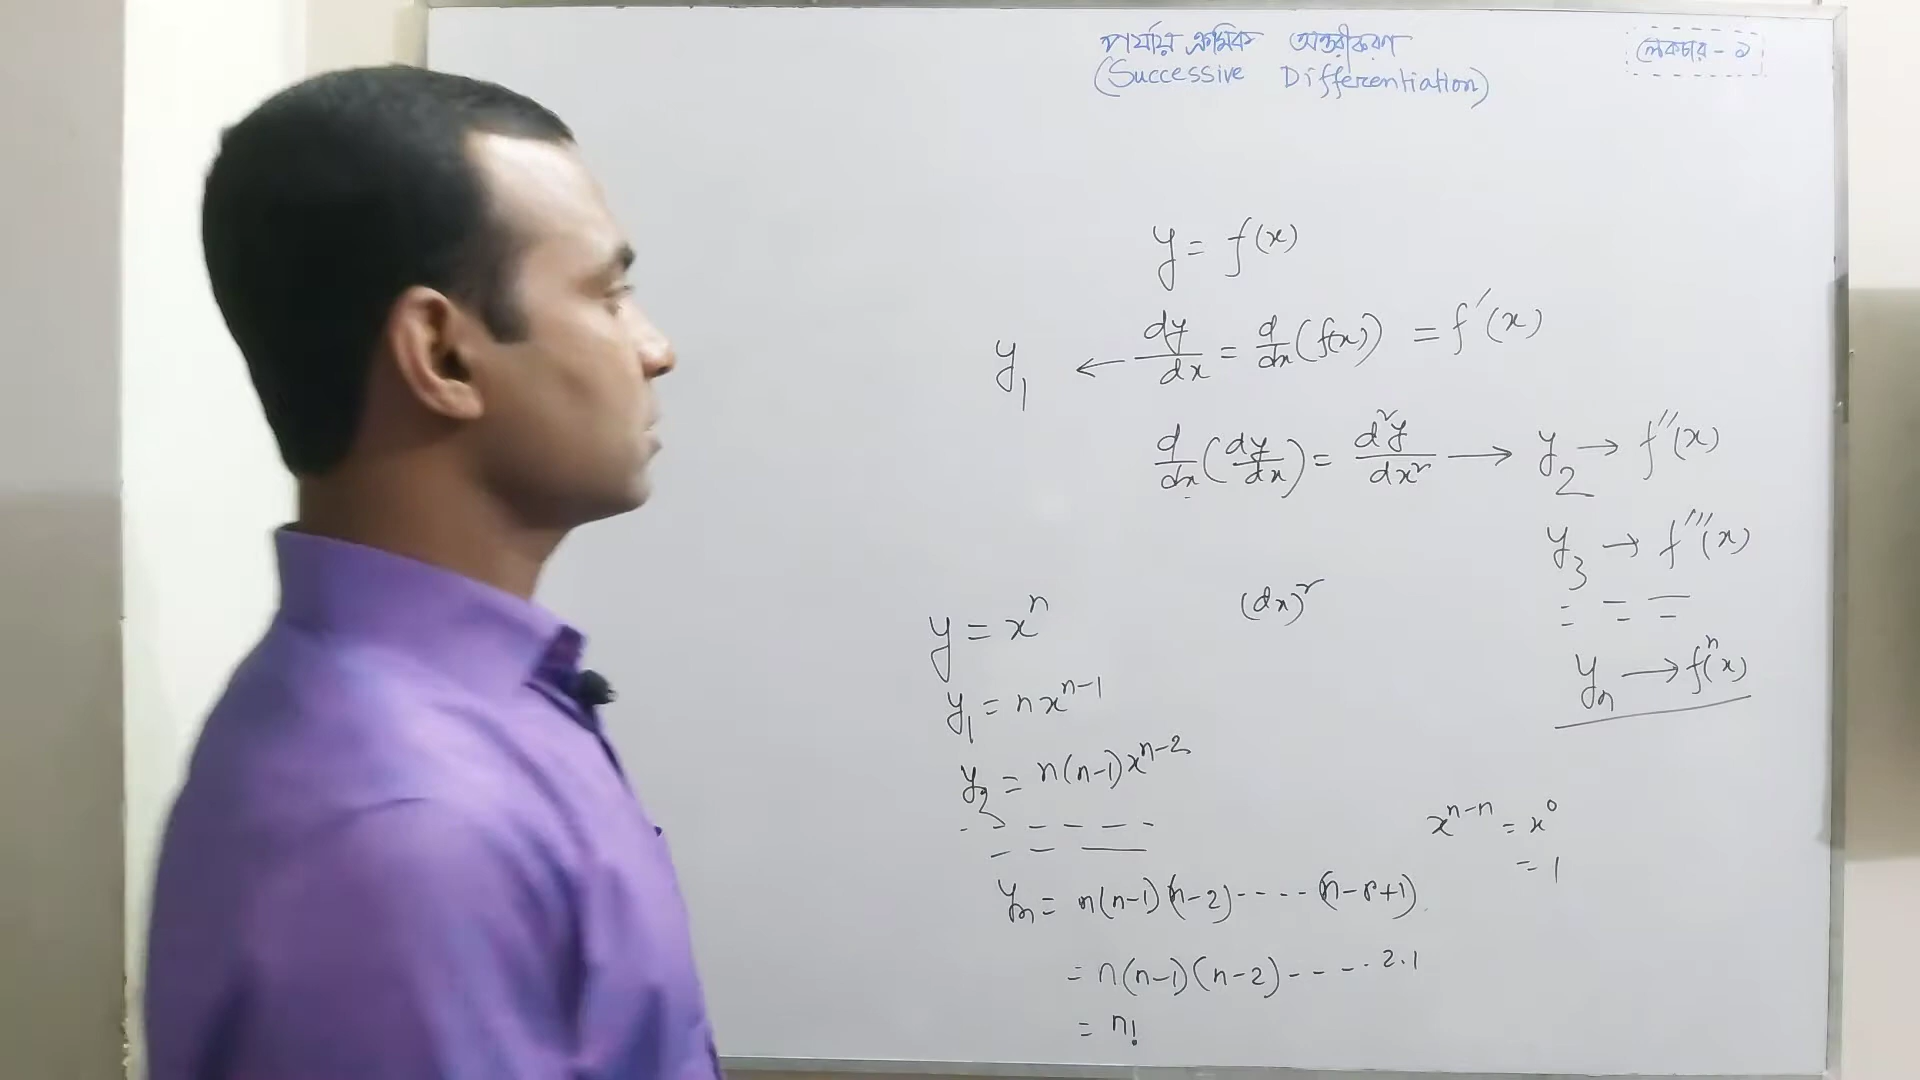 পর্যায় ক্রমিক অন্তরীকরণ
(Successive Differentiation)
লেকচার - ১
y = f(x)
y₁ ← dy/dx = d/dx (f(x)) = f′(x)
d/dx (dy/dx) = d²y/dx² → y₂ → f″(x)
y₃ → f‴(x)
(dx)²
yₙ → fⁿ(x)
y = xⁿ
y₁ = nxⁿ⁻¹
y₂ = n(n-1)xⁿ⁻²
xⁿ⁻ⁿ = x⁰
= 1
yₙ = n(n-1)(n-2)----(n-r+1)
= n(n-1)(n-2)----2.1
= n!